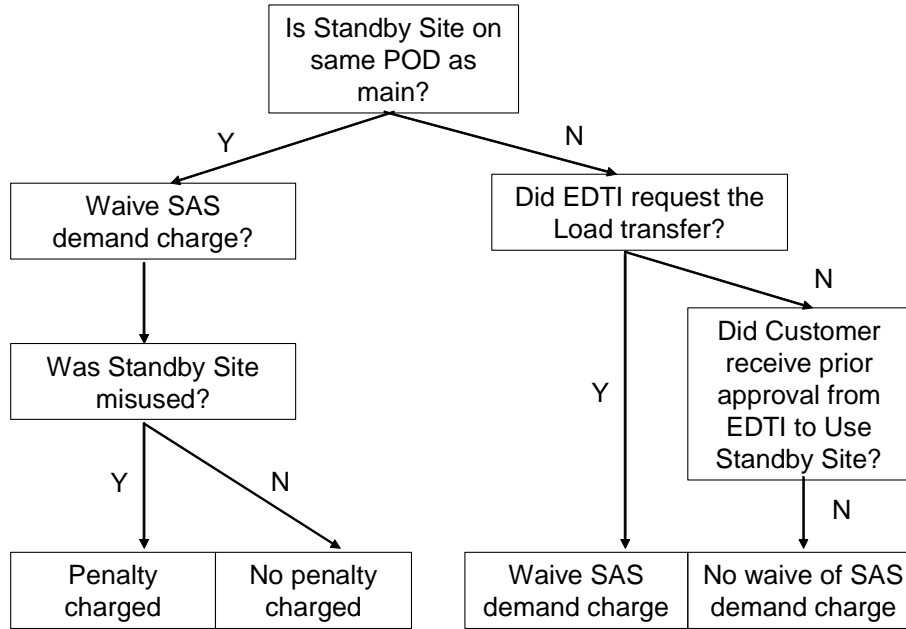 Is Standby Site on
same POD as
main?
Y
N
Waive SAS
demand charge?
Did EDTI request the
Load transfer?
N
Was Standby Site
misused?
Did Customer
receive prior
approval from
EDTI to Use
Standby Site?
Y
Y
N
N
Penalty
charged
No penalty
charged
Waive SAS
demand charge
No waive of SAS
demand charge